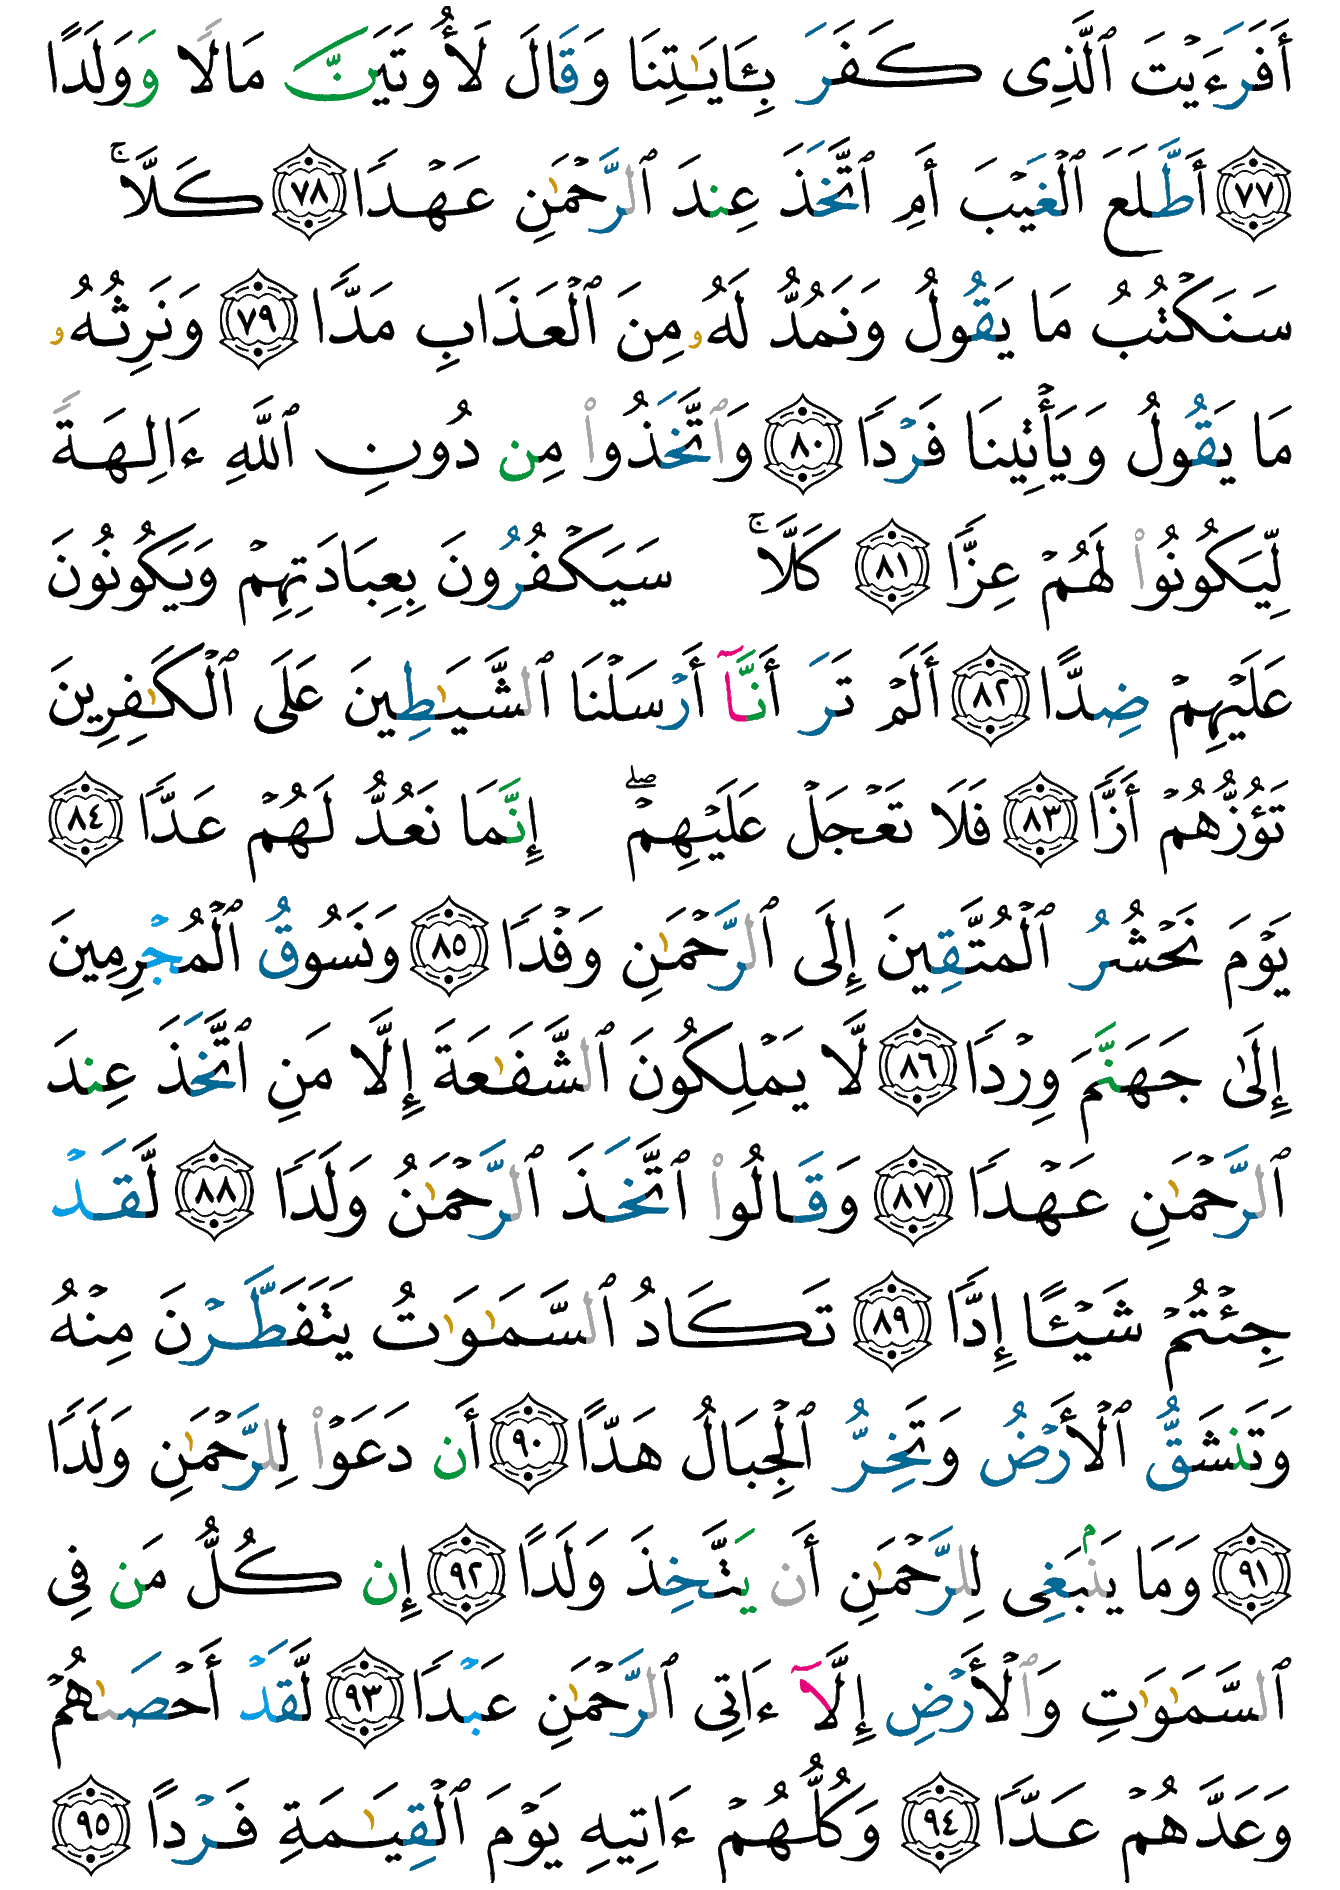 أَفَرَءَيۡتَ ٱلَّذِي كَفَرَ بِـَٔايَٰتِنَا وَقَالَ لَأُوتَيَنَّ مَالٗا وَوَلَدًا
٧٧ أَطَّلَعَ ٱلۡغَيۡبَ أَمِ ٱتَّخَذَ عِندَ ٱلرَّحۡمَٰنِ عَهۡدٗا ٧٨ كَلَّاۚ
سَنَكۡتُبُ مَا يَقُولُ وَنَمُدُّ لَهُۥ مِنَ ٱلۡعَذَابِ مَدّٗا ٧٩ وَنَرِثُهُۥ
مَا يَقُولُ وَيَأۡتِينَا فَرۡدٗا ٨٠ وَٱتَّخَذُواْ مِن دُونِ ٱللَّهِ ءَالِهَةٗ
لِّيَكُونُواْ لَهُمۡ عِزّٗا ٨١ كَلَّاۚ سَيَكۡفُرُونَ بِعِبَادَتِهِمۡ وَيَكُونُونَ
عَلَيۡهِمۡ ضِدًّا ٨٢ أَلَمۡ تَرَ أَنَّآ أَرۡسَلۡنَا ٱلشَّيَٰطِينَ عَلَى ٱلۡكَٰفِرِينَ
تَؤُزُّهُمۡ أَزّٗا ٨٣ فَلَا تَعۡجَلۡ عَلَيۡهِمۡۖ إِنَّمَا نَعُدُّ لَهُمۡ عَدّٗا ٨٤
يَوۡمَ نَحۡشُرُ ٱلۡمُتَّقِينَ إِلَى ٱلرَّحۡمَٰنِ وَفۡدٗا ٨٥ وَنَسُوقُ ٱلۡمُجۡرِمِينَ
إِلَىٰ جَهَنَّمَ وِرۡدٗا ٨٦ لَّا يَمۡلِكُونَ ٱلشَّفَٰعَةَ إِلَّا مَنِ ٱتَّخَذَ عِندَ
ٱلرَّحۡمَٰنِ عَهۡدٗا ٨٧ وَقَالُواْ ٱتَّخَذَ ٱلرَّحۡمَٰنُ وَلَدٗا ٨٨ لَّقَدۡ
جِئۡتُمۡ شَيۡـًٔا إِدّٗا ٨٩ تَكَادُ ٱلسَّمَٰوَٰتُ يَتَفَطَّرۡنَ مِنۡهُ
وَتَنشَقُّ ٱلۡأَرۡضُ وَتَخِرُّ ٱلۡجِبَالُ هَدًّا ٩٠ أَن دَعَوۡاْ لِلرَّحۡمَٰنِ وَلَدٗا
٩١ وَمَا يَنۢبَغِي لِلرَّحۡمَٰنِ أَن يَتَّخِذَ وَلَدًا ٩٢ إِن كُلُّ مَن فِي
ٱلسَّمَٰوَٰتِ وَٱلۡأَرۡضِ إِلَّآ ءَاتِي ٱلرَّحۡمَٰنِ عَبۡدٗا ٩٣ لَّقَدۡ أَحۡصَىٰهُمۡ
وَعَدَّهُمۡ عَدّٗا ٩٤ وَكُلُّهُمۡ ءَاتِيهِ يَوۡمَ ٱلۡقِيَٰمَةِ فَرۡدًا ٩٥